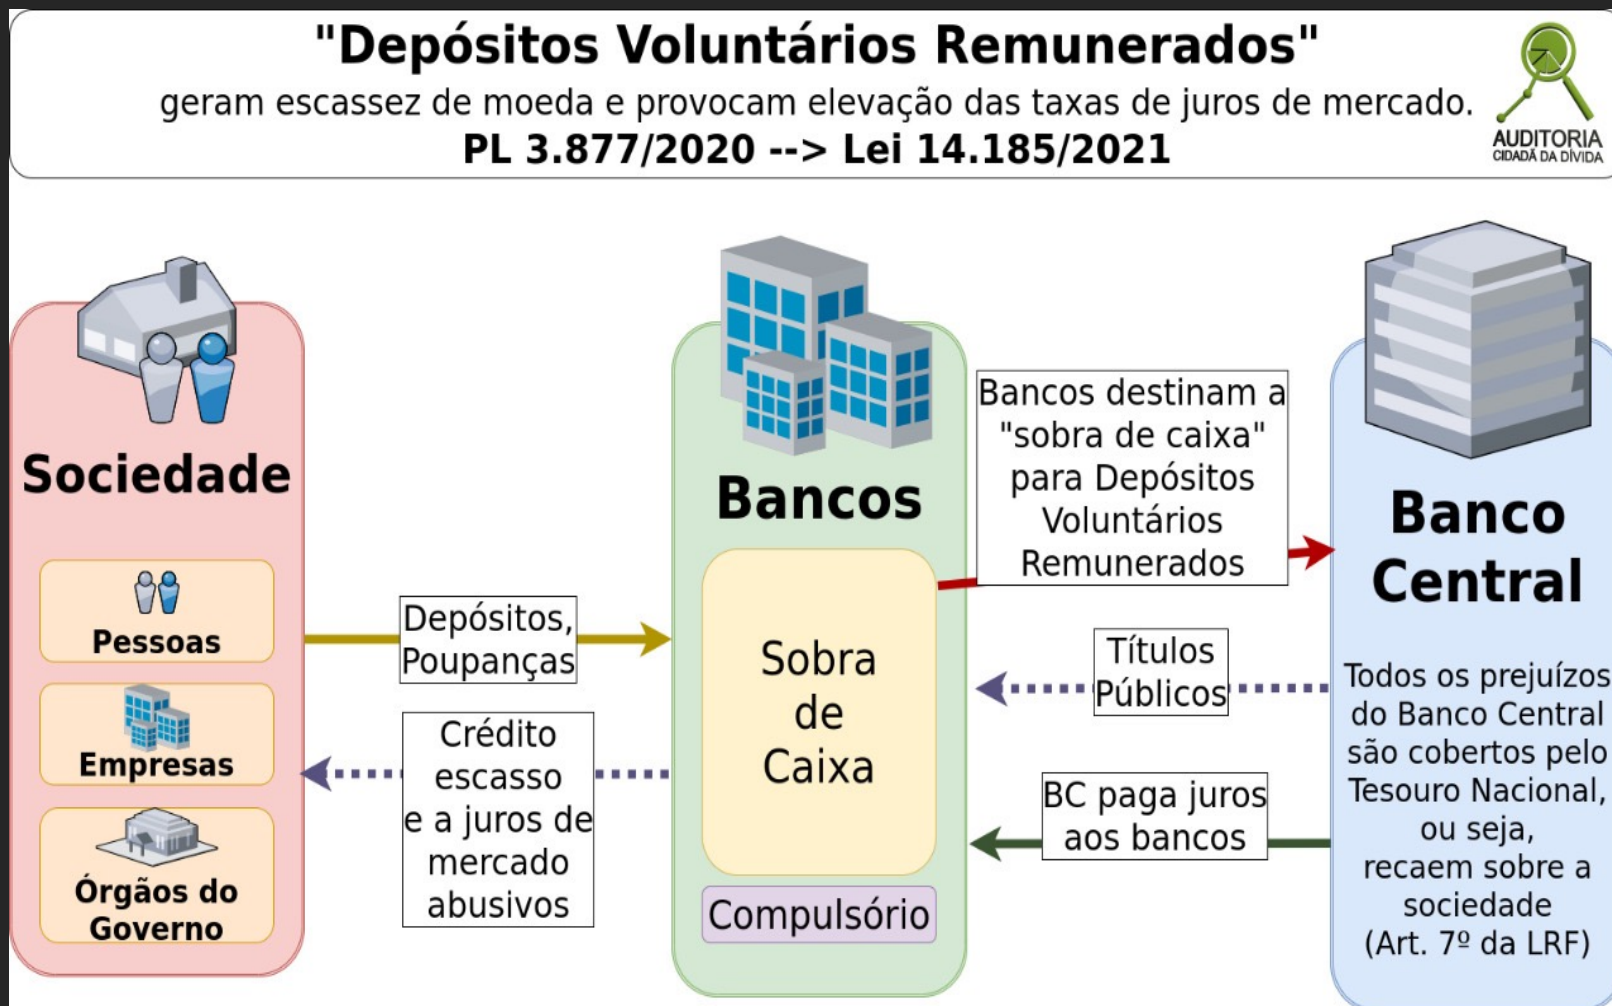 "Depósitos Voluntários Remunerados"
geram escassez de moeda e provocam elevação das taxas de juros de mercado.
PL 3.877/2020 --> Lei 14.185/2021
AUDITORIA
CIDADÃ DA DÍVIDA
Sociedade
Pessoas
Empresas
Órgãos do
Governo
Depósitos,
Poupanças
Crédito
escasso
e a juros de
mercado
abusivos
Bancos
Sobra
de
Caixa
Compulsório
Bancos destinam a
"sobra de caixa"
para Depósitos
Voluntários
Remunerados
Títulos
Públicos
BC paga juros
aos bancos
Banco
Central
Todos os prejuízos
do Banco Central
são cobertos pelo
Tesouro Nacional,
ou seja,
recaem sobre a
sociedade
(Art. 7º da LRF)